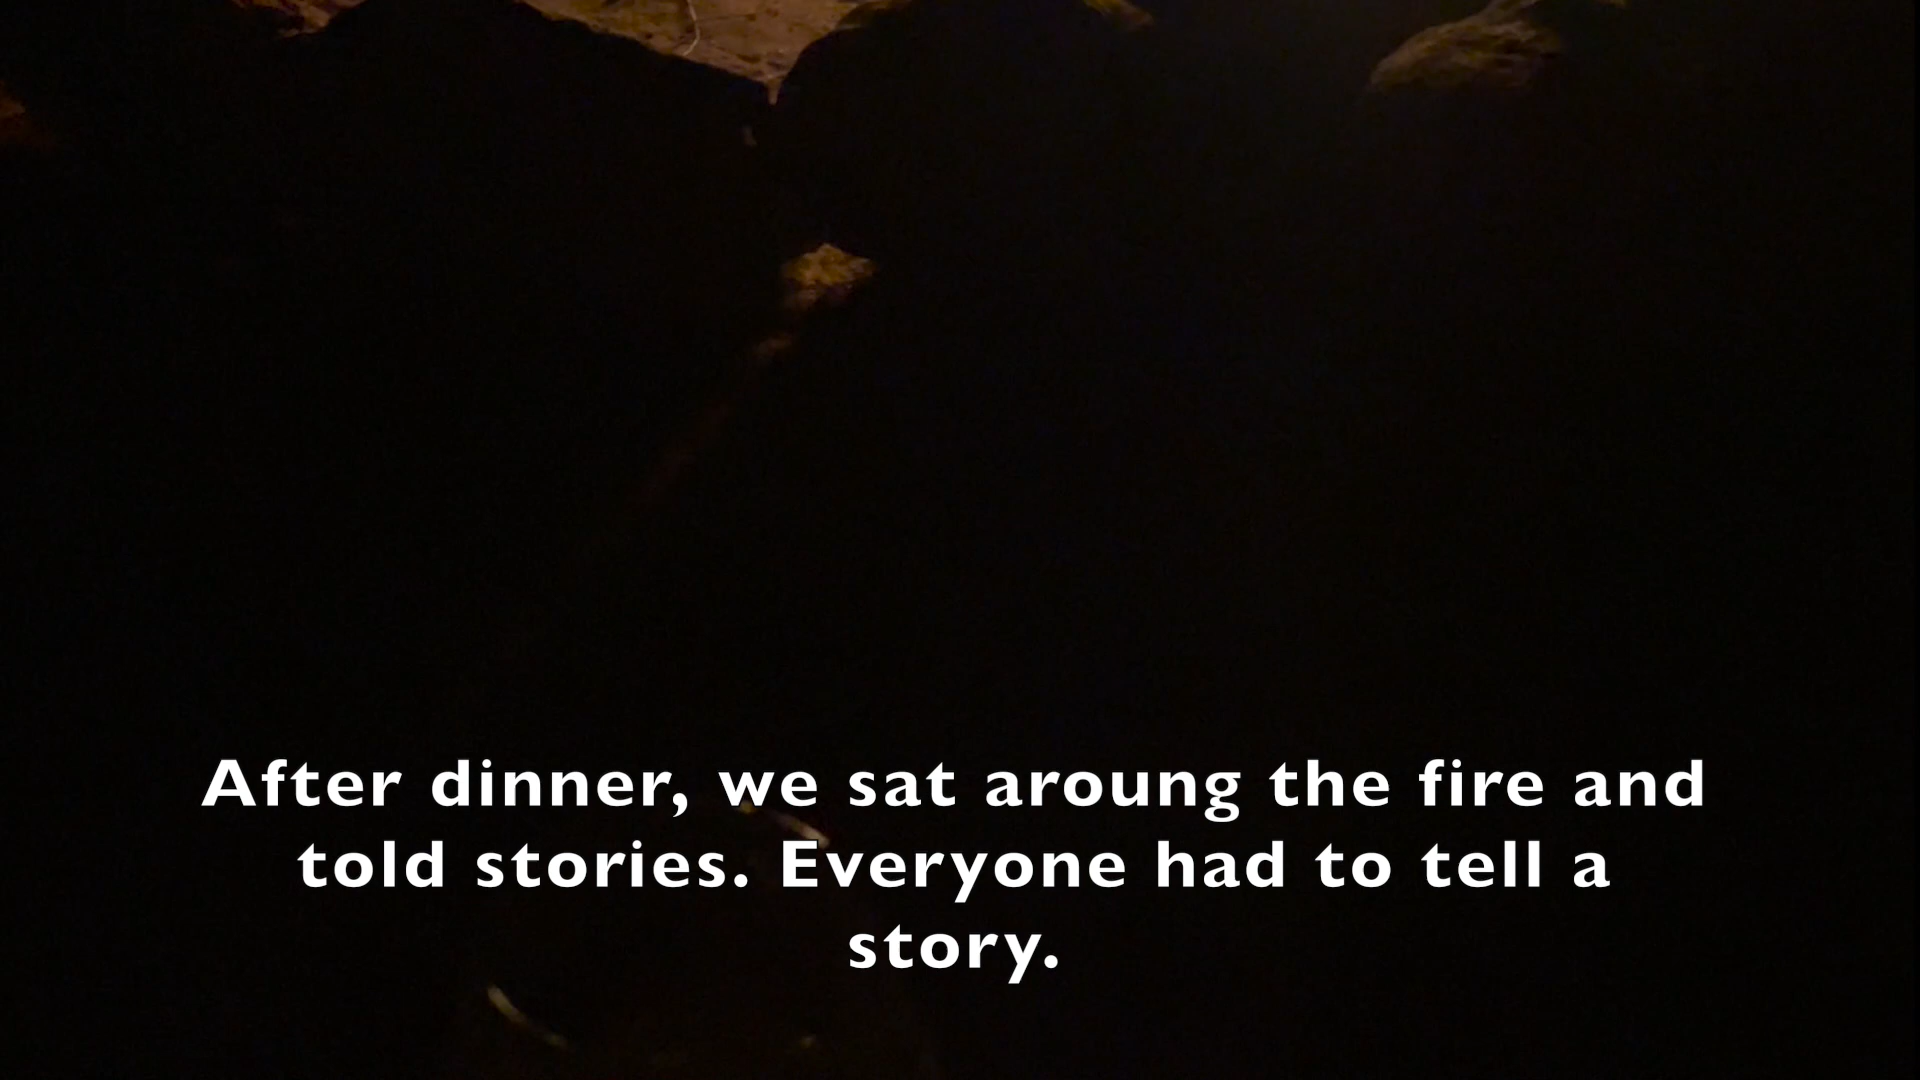 After dinner, we sat aroung the fire and
told stories. Everyone had to tell a
story.